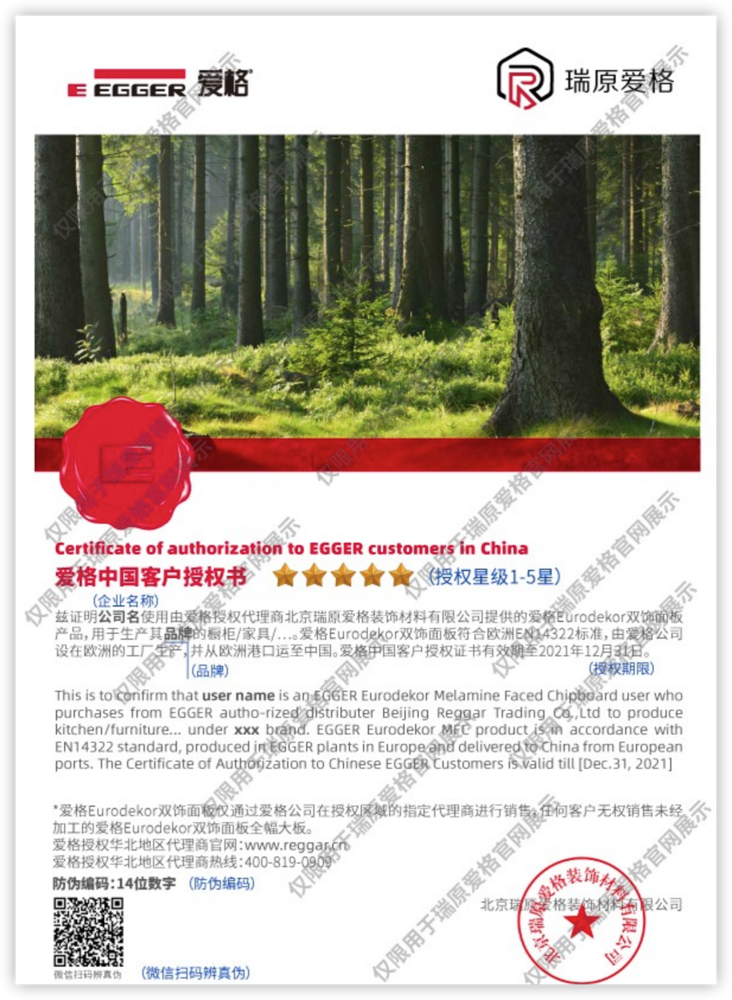 EGGER 爱格
瑞原爱格
Certificate of authorization to EGGER customers in China
爱格中国客户授权书 (授权星级1-5星)
(企业名称)
兹证明公司名使用由爱格授权代理商北京瑞原爱格装饰材料有限公司提供的爱格Eurodekor双饰面板
产品，用于生产其品牌的橱柜/家具/...。爱格Eurodekor双饰面板符合欧洲EN14322标准，由爱格公司
设在欧洲的工厂生产，并从欧洲港口运至中国。爱格中国客户授权证书有效期至2021年12月31日。
(品牌) (授权期限)
This is to confirm that user name is an EGGER Eurodekor Melamine Faced Chipboard user who
purchases from EGGER autho-rized distributer Beijing Reggar Trading Co.,Ltd to produce
kitchen/furniture... under xxx brand. EGGER Eurodekor MFC product is in accordance with
EN14322 standard, produced in EGGER plants in Europe and delivered to China from European
ports. The Certificate of Authorization to Chinese EGGER Customers is valid till [Dec.31, 2021]
*爱格Eurodekor双饰面板仅通过爱格公司在授权区域的指定代理商进行销售，任何客户无权销售未经
加工的爱格Eurodekor双饰面板全幅大板。
爱格授权华北地区代理商官网：www.reggar.cn
爱格授权华北地区代理商热线：400-819-0909
防伪编码：14位数字 (防伪编码)
北京瑞原爱格装饰材料有限公司
北京瑞原爱格装饰材料有限公司
微信扫码辨真伪 (微信扫码辨真伪)
仅限用于瑞原爱格官网展示